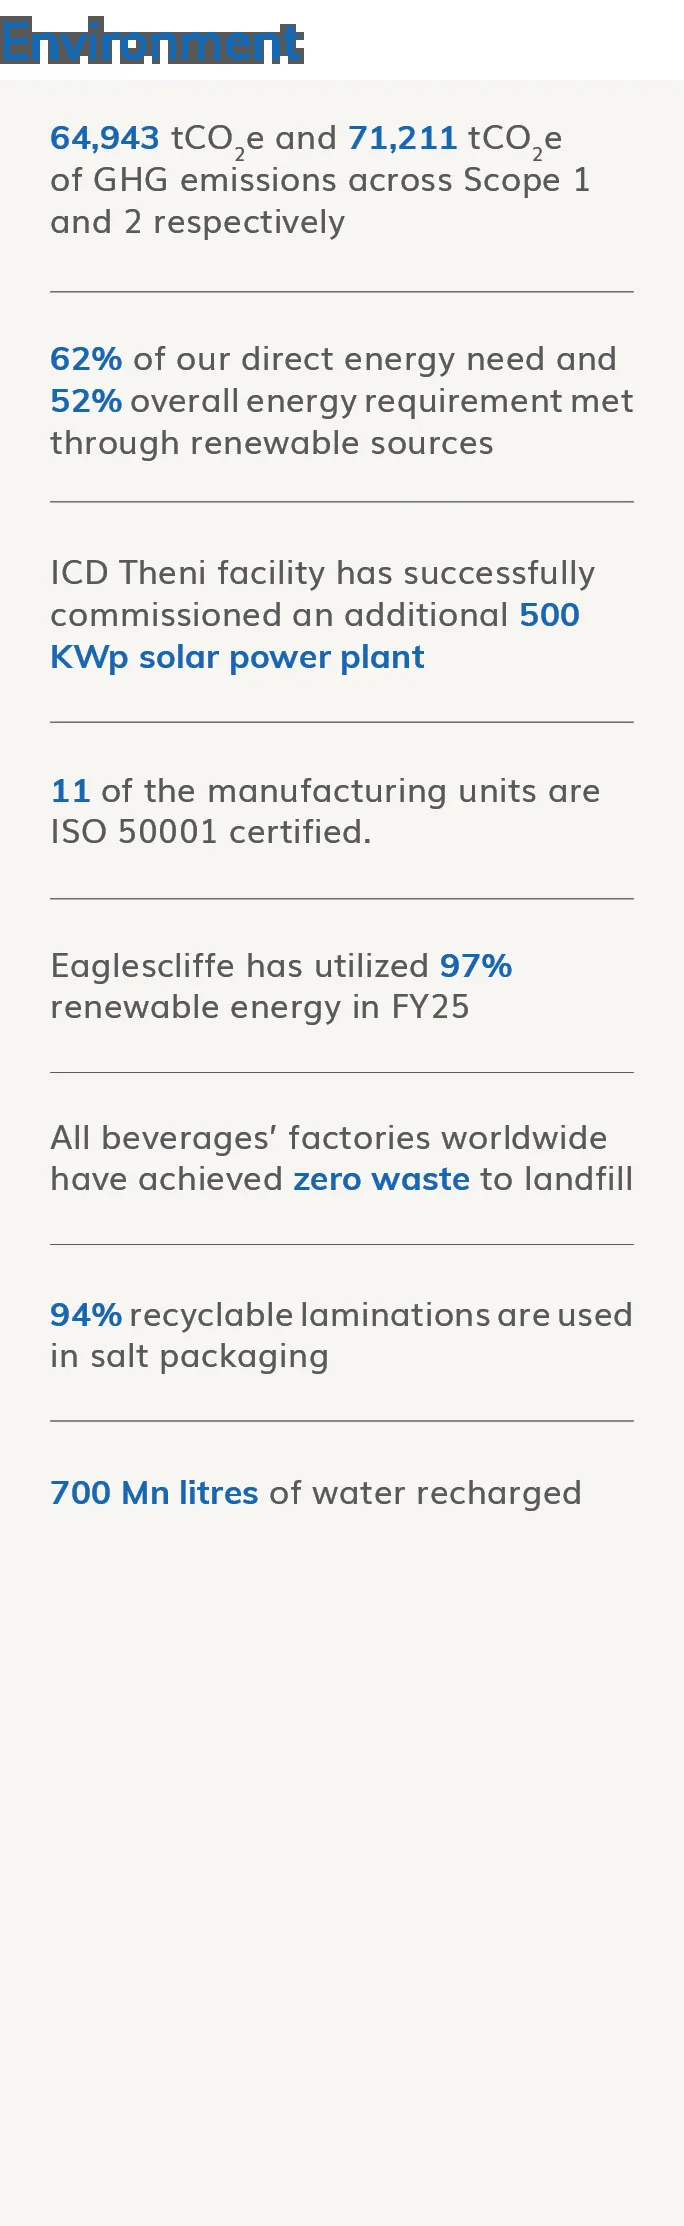 Environment
64,943 tCO₂e and 71,211 tCO₂e
of GHG emissions across Scope 1
and 2 respectively
62% of our direct energy need and
52% overall energy requirement met
through renewable sources
ICD Theni facility has successfully
commissioned an additional 500
KWp solar power plant
11 of the manufacturing units are
ISO 50001 certified.
Eaglescliffe has utilized 97%
renewable energy in FY25
All beverages' factories worldwide
have achieved zero waste to landfill
94% recyclable laminations are used
in salt packaging
700 Mn litres of water recharged